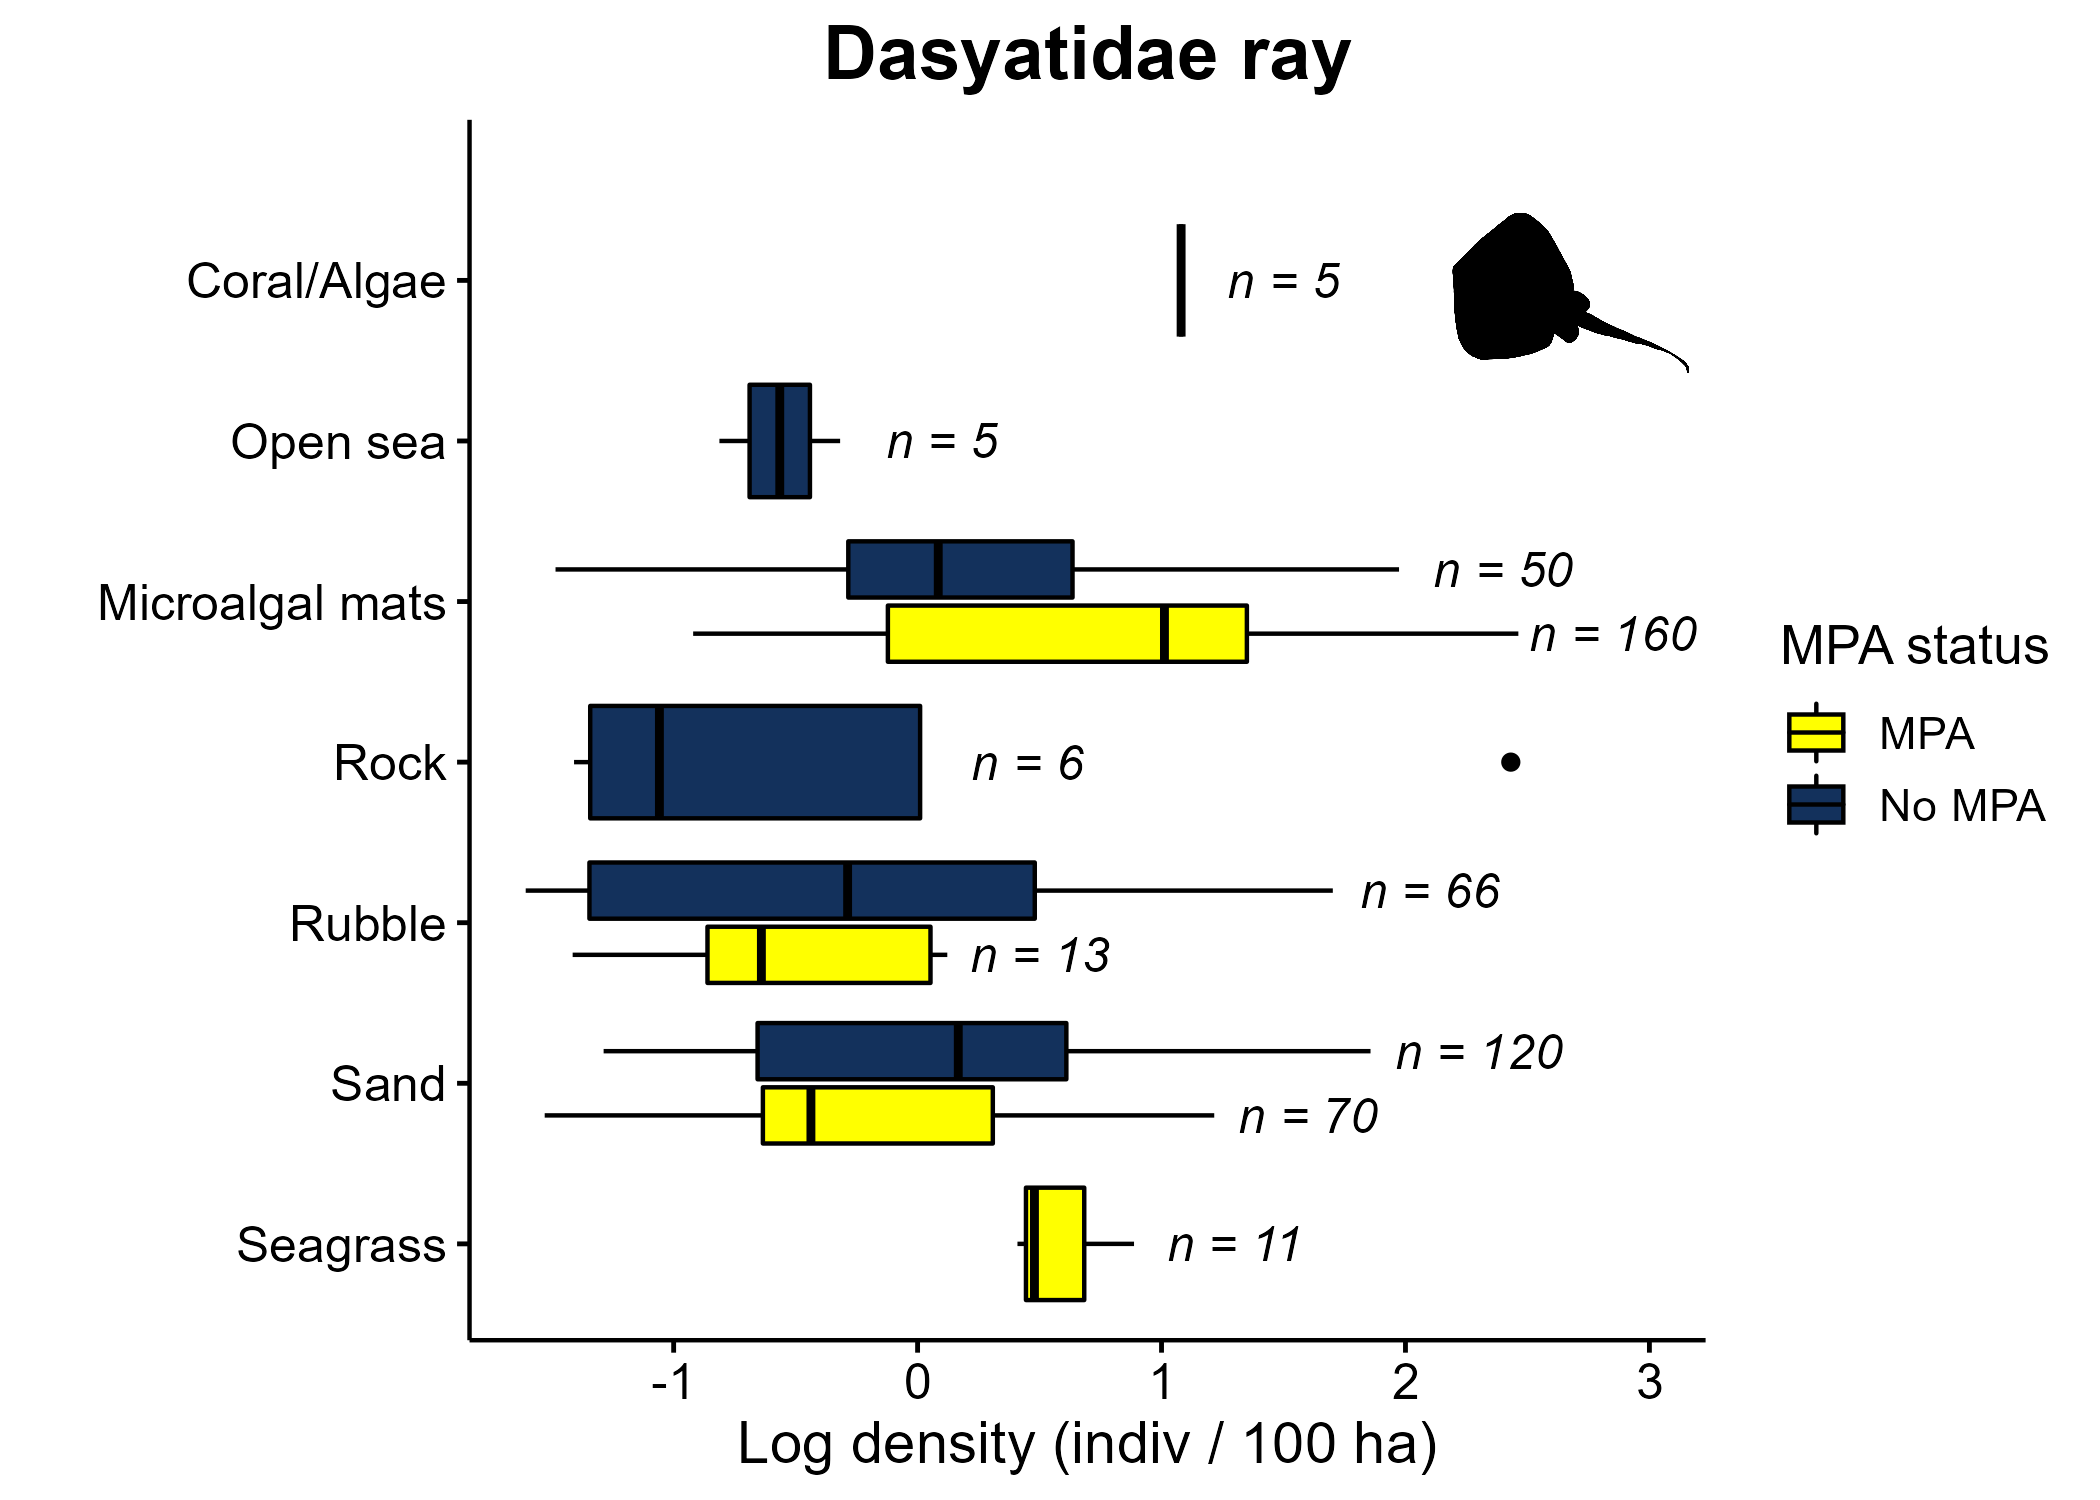 Dasyatidae ray
Coral/Algae
n = 5
Open sea
n = 5
Microalgal mats
n = 50
n = 160
Rock
n = 6
Rubble
n = 66
n = 13
Sand
n = 120
n = 70
Seagrass
n = 11
-1 0 1 2 3
Log density (indiv / 100 ha)
MPA status
MPA
No MPA